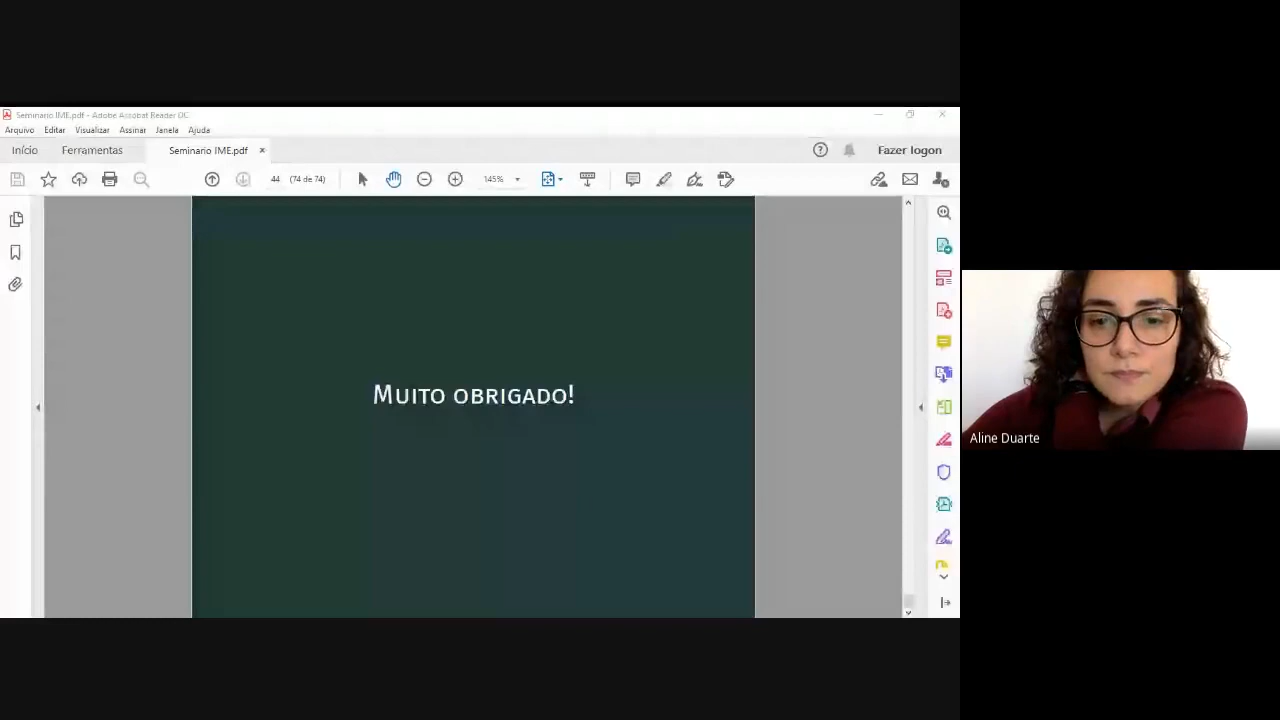 Seminario IME.pdf - Adobe Acrobat Reader DC
Arquivo Editar Visualizar Assinar Janela Ajuda
Início Ferramentas Seminario IME.pdf × Fazer logon
44 (74 de 74) 145%
MUITO OBRIGADO!
Aline Duarte